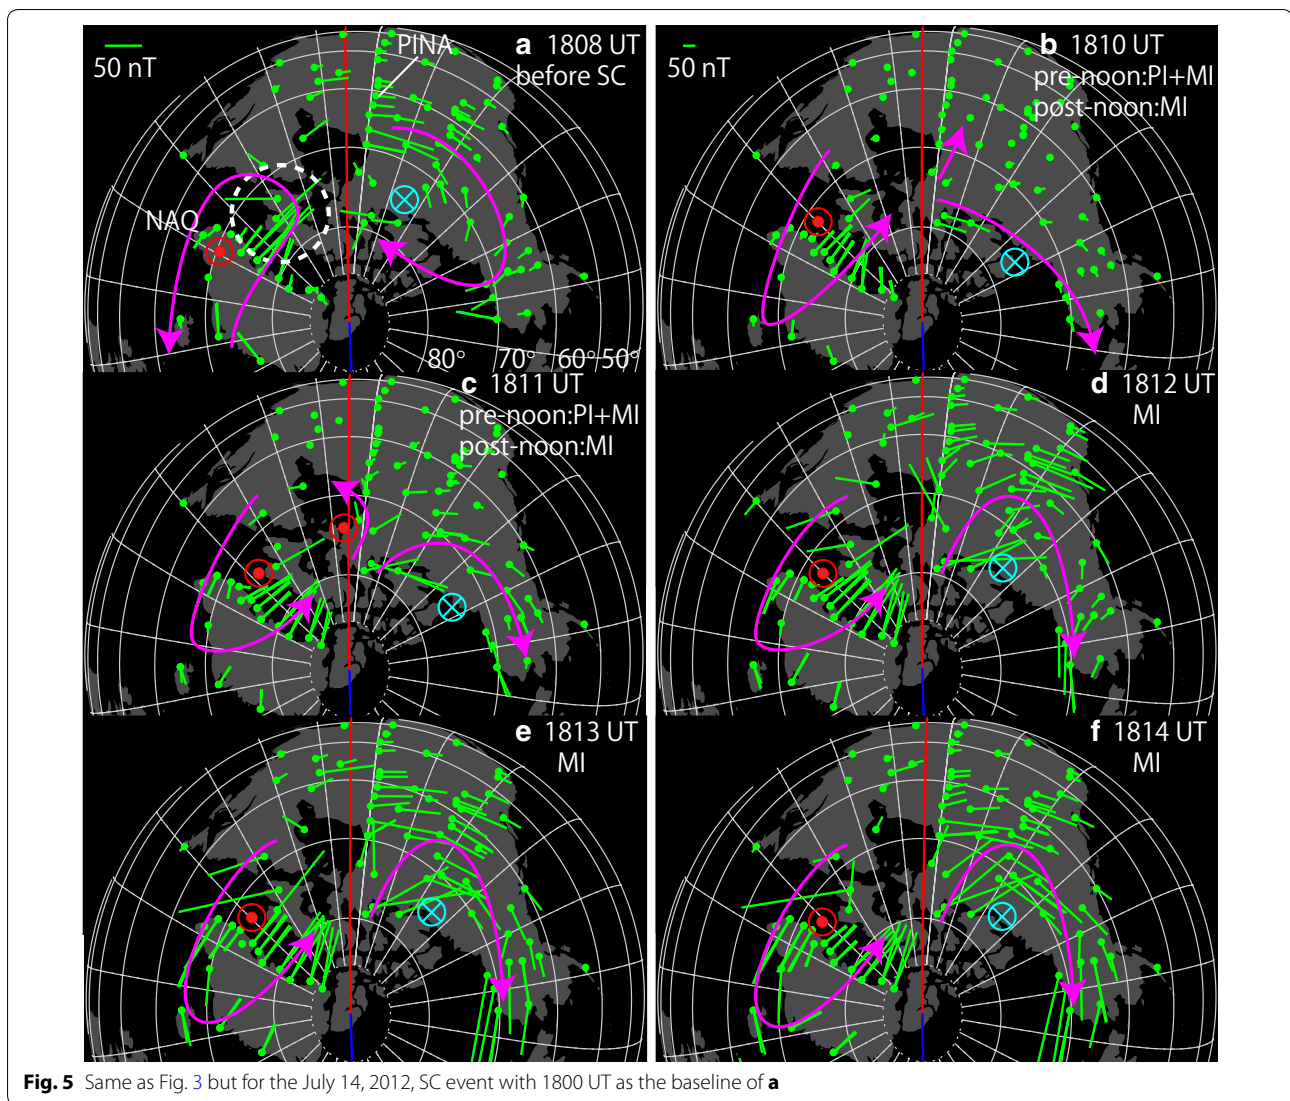 PINA
a 1808 UT
before SC
50 nT
NAQ
80° 70° 60° 50°
b 1810 UT
pre-noon:PI+MI
post-noon:MI
50 nT
c 1811 UT
pre-noon:PI+MI
post-noon:MI
d 1812 UT
MI
e 1813 UT
MI
f 1814 UT
MI
Fig. 5 Same as Fig. 3 but for the July 14, 2012, SC event with 1800 UT as the baseline of a